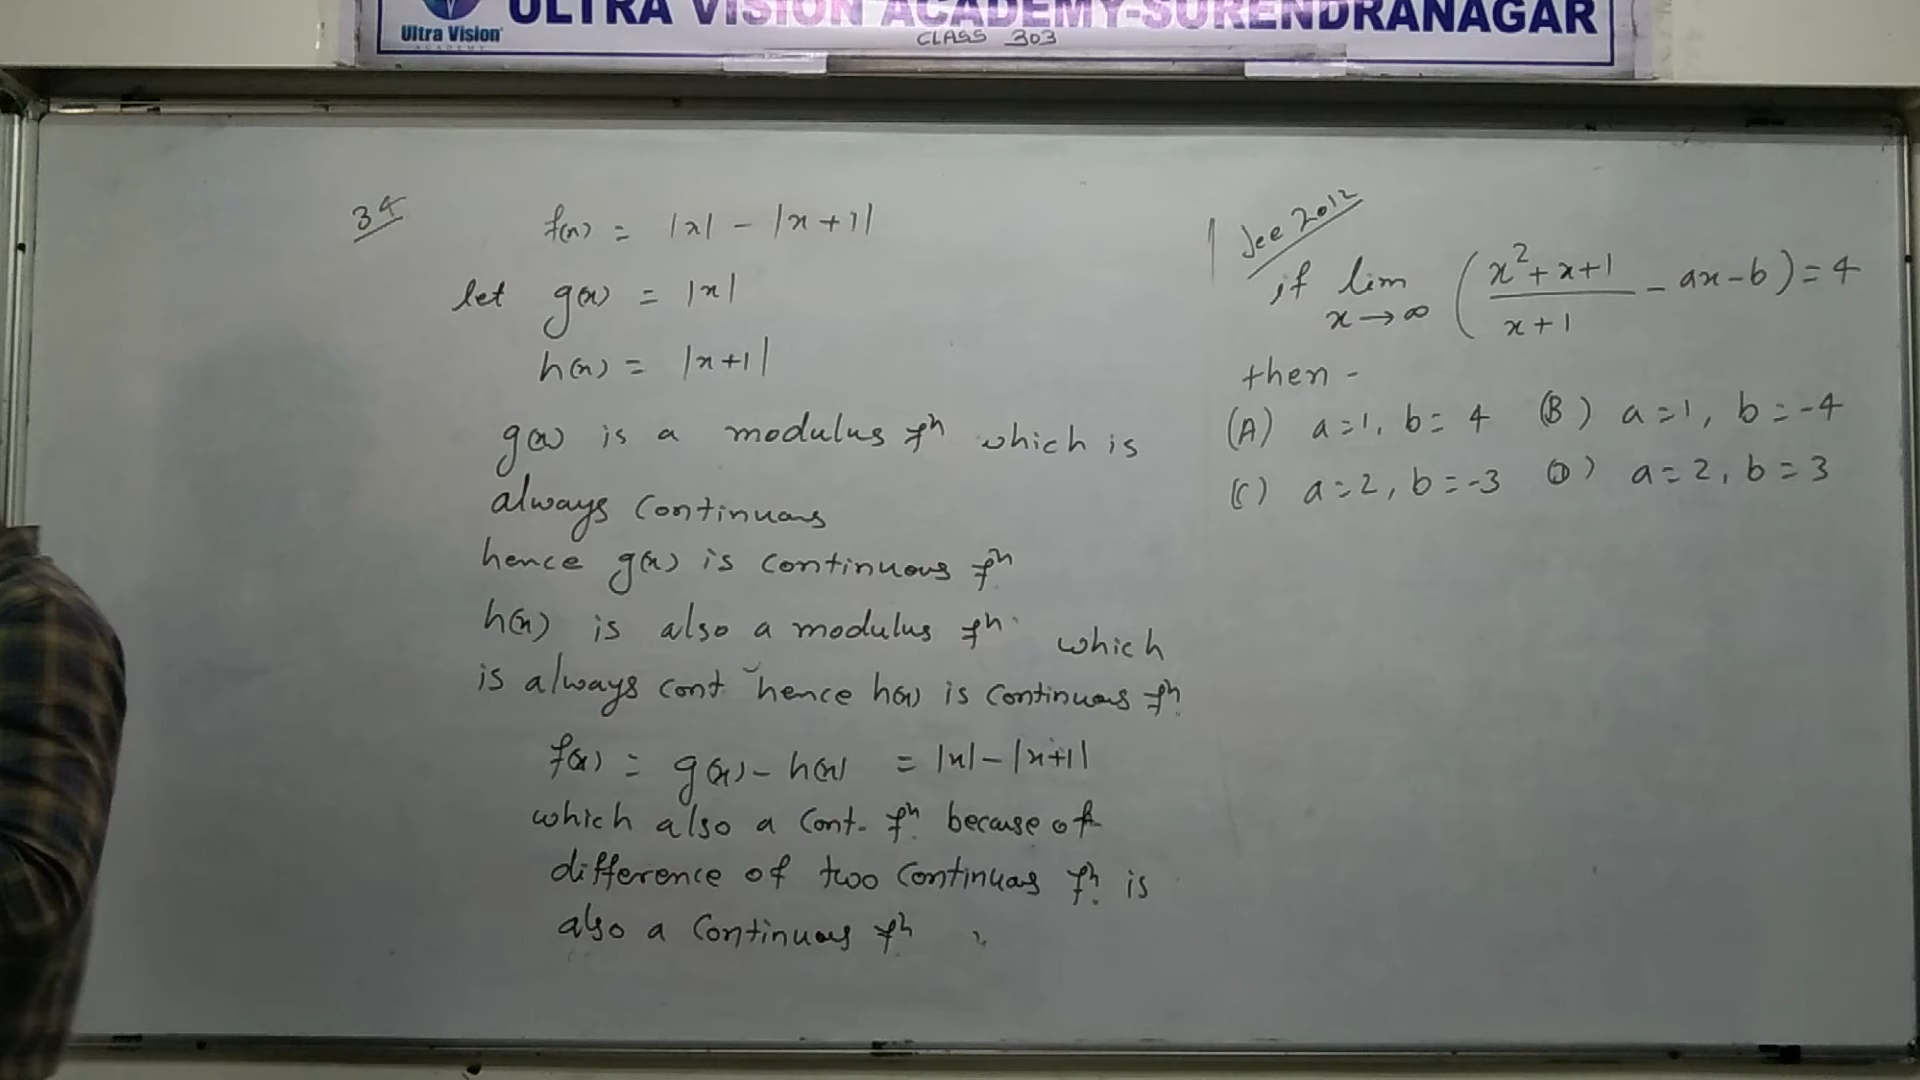 Ultra Vision
ACADEMY
ULTRA VISION ACADEMY-SURENDRANAGAR
CLASS 303
34
f(x) = |x| - |x+1|
let g(x) = |x|
h(x) = |x+1|
g(x) is a modulus fn which is
always continuous
hence g(x) is continuous fn
h(x) is also a modulus fn. which
is always cont hence h(x) is continuous fn.
f(x) = g(x) - h(x) = |x| - |x+1|
which also a cont. fn. because of
difference of two continuous fn. is
also a continuous fn
Jee 2012
if lim x→∞ (x²+x+1 / x+1 - ax-b) = 4
then -
(A) a=1, b=4 (B) a=1, b=-4
(C) a=2, b=-3 (D) a=2, b=3